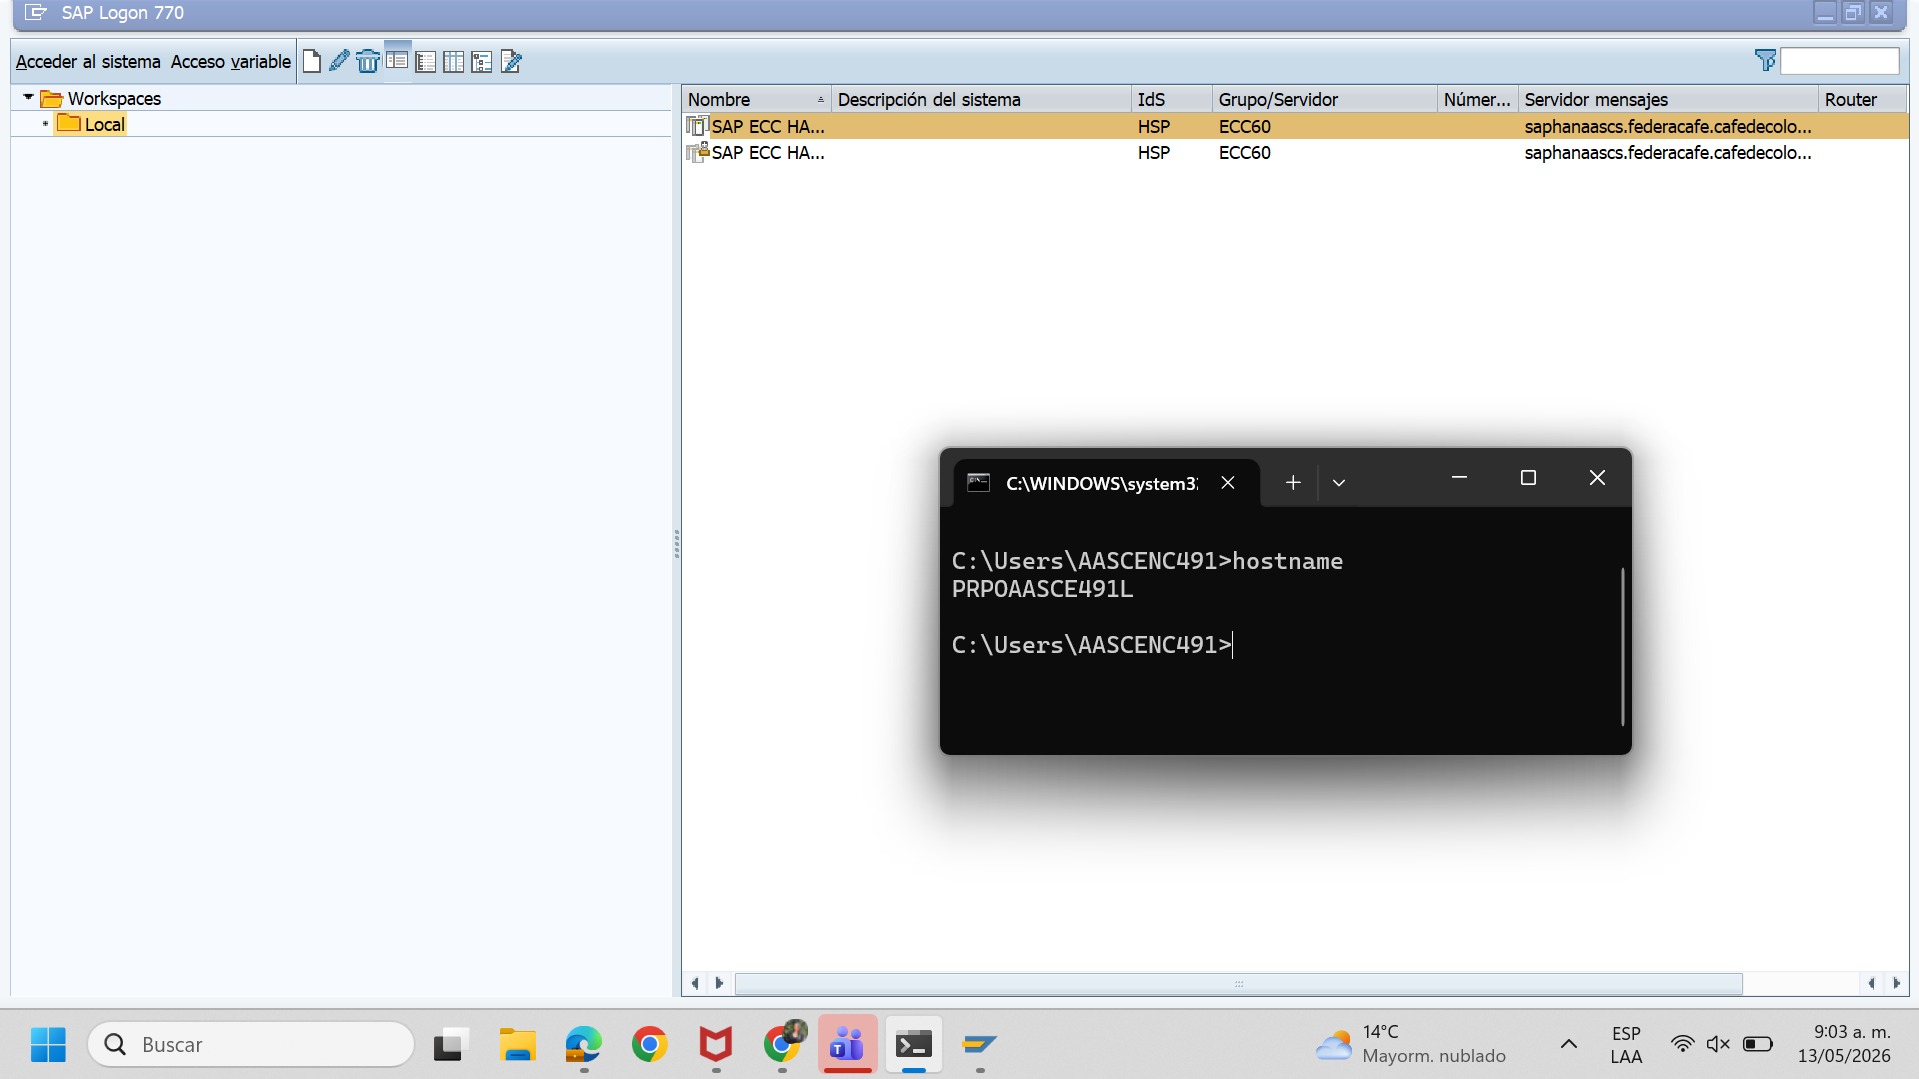 SAP Logon 770
Acceder al sistema Acceso variable
Workspaces
Local
Nombre Descripción del sistema IdS Grupo/Servidor Númer... Servidor mensajes Router
SAP ECC HA... HSP ECC60 saphanaascs.federacafe.cafedecolo...
SAP ECC HA... HSP ECC60 saphanaascs.federacafe.cafedecolo...
C:\WINDOWS\system32
C:\Users\AASCENC491>hostname
PRPOAASCE491L
C:\Users\AASCENC491>
Buscar
14°C
Mayorm. nublado
ESP
LAA
9:03 a. m.
13/05/2026